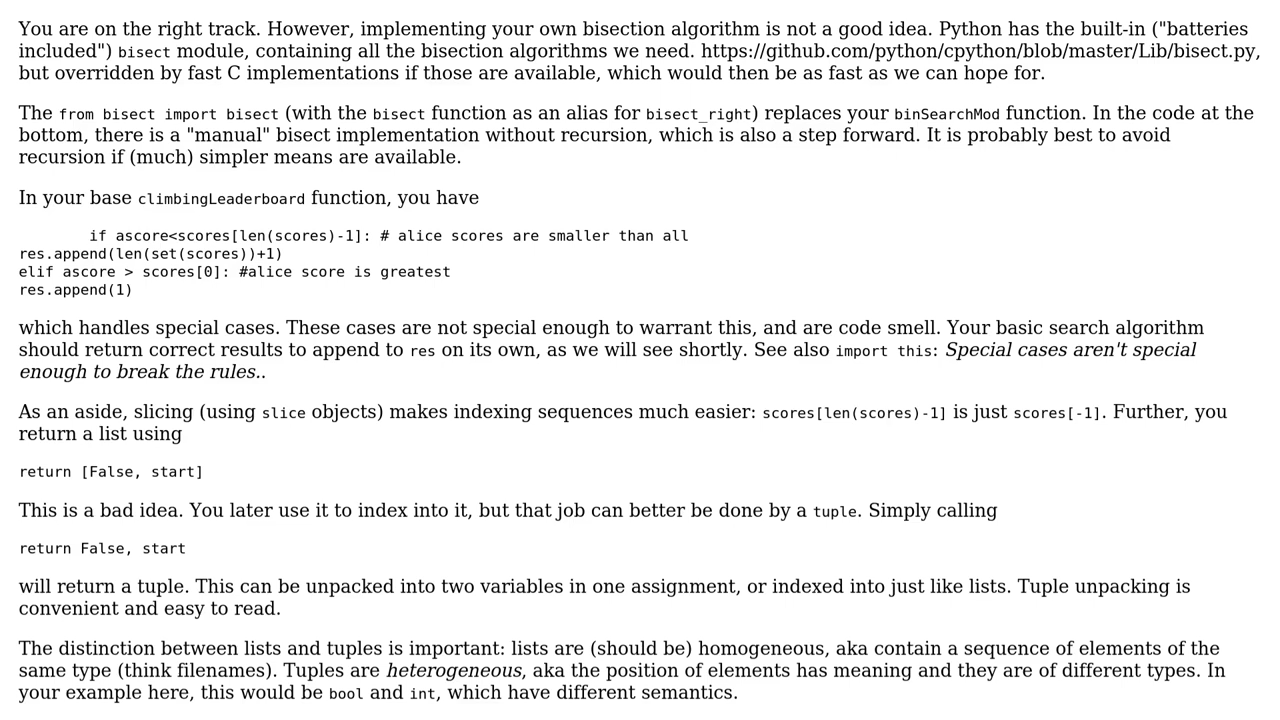 You are on the right track. However, implementing your own bisection algorithm is not a good idea. Python has the built-in ("batteries
included") bisect module, containing all the bisection algorithms we need. https://github.com/python/cpython/blob/master/Lib/bisect.py,
but overridden by fast C implementations if those are available, which would then be as fast as we can hope for.
The from bisect import bisect (with the bisect function as an alias for bisect_right) replaces your binSearchMod function. In the code at the
bottom, there is a "manual" bisect implementation without recursion, which is also a step forward. It is probably best to avoid
recursion if (much) simpler means are available.
In your base climbingLeaderboard function, you have
        if ascore<scores[len(scores)-1]: # alice scores are smaller than all
res.append(len(set(scores))+1)
elif ascore > scores[0]: #alice score is greatest
res.append(1)
which handles special cases. These cases are not special enough to warrant this, and are code smell. Your basic search algorithm
should return correct results to append to res on its own, as we will see shortly. See also import this: Special cases aren't special
enough to break the rules..
As an aside, slicing (using slice objects) makes indexing sequences much easier: scores[len(scores)-1] is just scores[-1]. Further, you
return a list using
return [False, start]
This is a bad idea. You later use it to index into it, but that job can better be done by a tuple. Simply calling
return False, start
will return a tuple. This can be unpacked into two variables in one assignment, or indexed into just like lists. Tuple unpacking is
convenient and easy to read.
The distinction between lists and tuples is important: lists are (should be) homogeneous, aka contain a sequence of elements of the
same type (think filenames). Tuples are heterogeneous, aka the position of elements has meaning and they are of different types. In
your example here, this would be bool and int, which have different semantics.